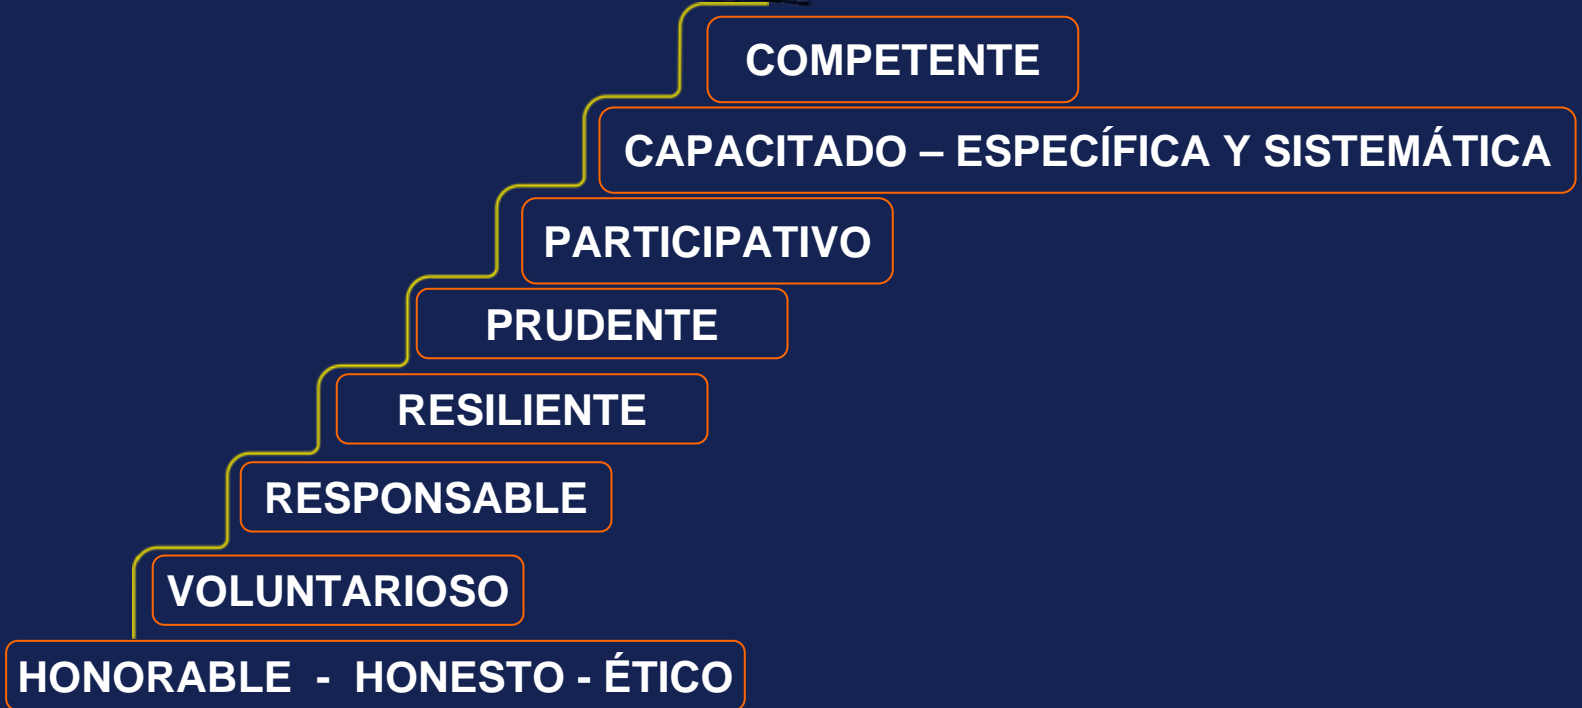 COMPETENTE
CAPACITADO – ESPECÍFICA Y SISTEMÁTICA
PARTICIPATIVO
PRUDENTE
RESILIENTE
RESPONSABLE
VOLUNTARIOSO
HONORABLE - HONESTO - ÉTICO